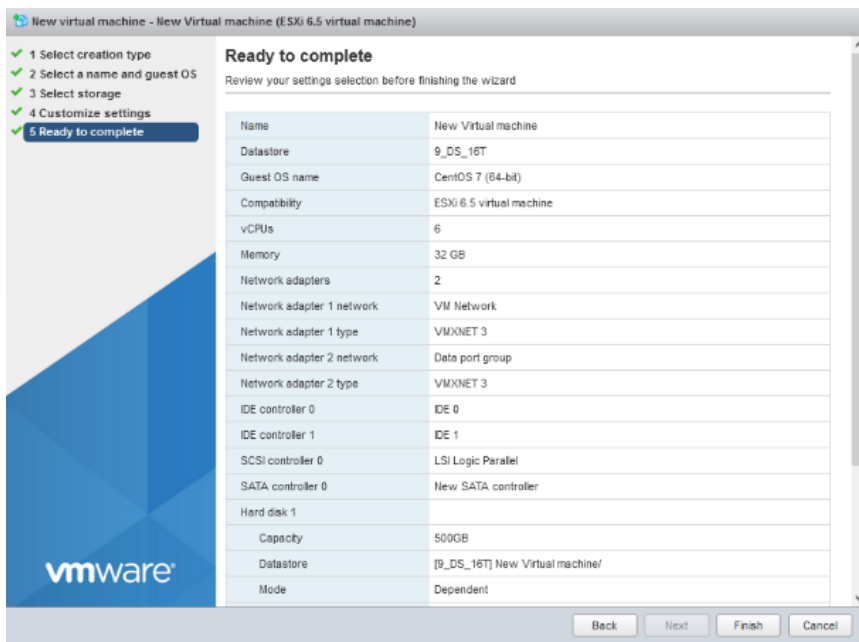 New virtual machine - New Virtual machine (ESXi 6.5 virtual machine)
1 Select creation type
2 Select a name and guest OS
3 Select storage
4 Customize settings
5 Ready to complete
Ready to complete
Review your settings selection before finishing the wizard
Name New Virtual machine
Datastore 9_DS_16T
Guest OS name CentOS 7 (64-bit)
Compatibility ESXi 6.5 virtual machine
vCPUs 6
Memory 32 GB
Network adapters 2
Network adapter 1 network VM Network
Network adapter 1 type VMXNET 3
Network adapter 2 network Data port group
Network adapter 2 type VMXNET 3
IDE controller 0 IDE 0
IDE controller 1 IDE 1
SCSI controller 0 LSI Logic Parallel
SATA controller 0 New SATA controller
Hard disk 1
Capacity 500GB
Datastore [9_DS_16T] New Virtual machine/
Mode Dependent
vmware®
Back Next Finish Cancel